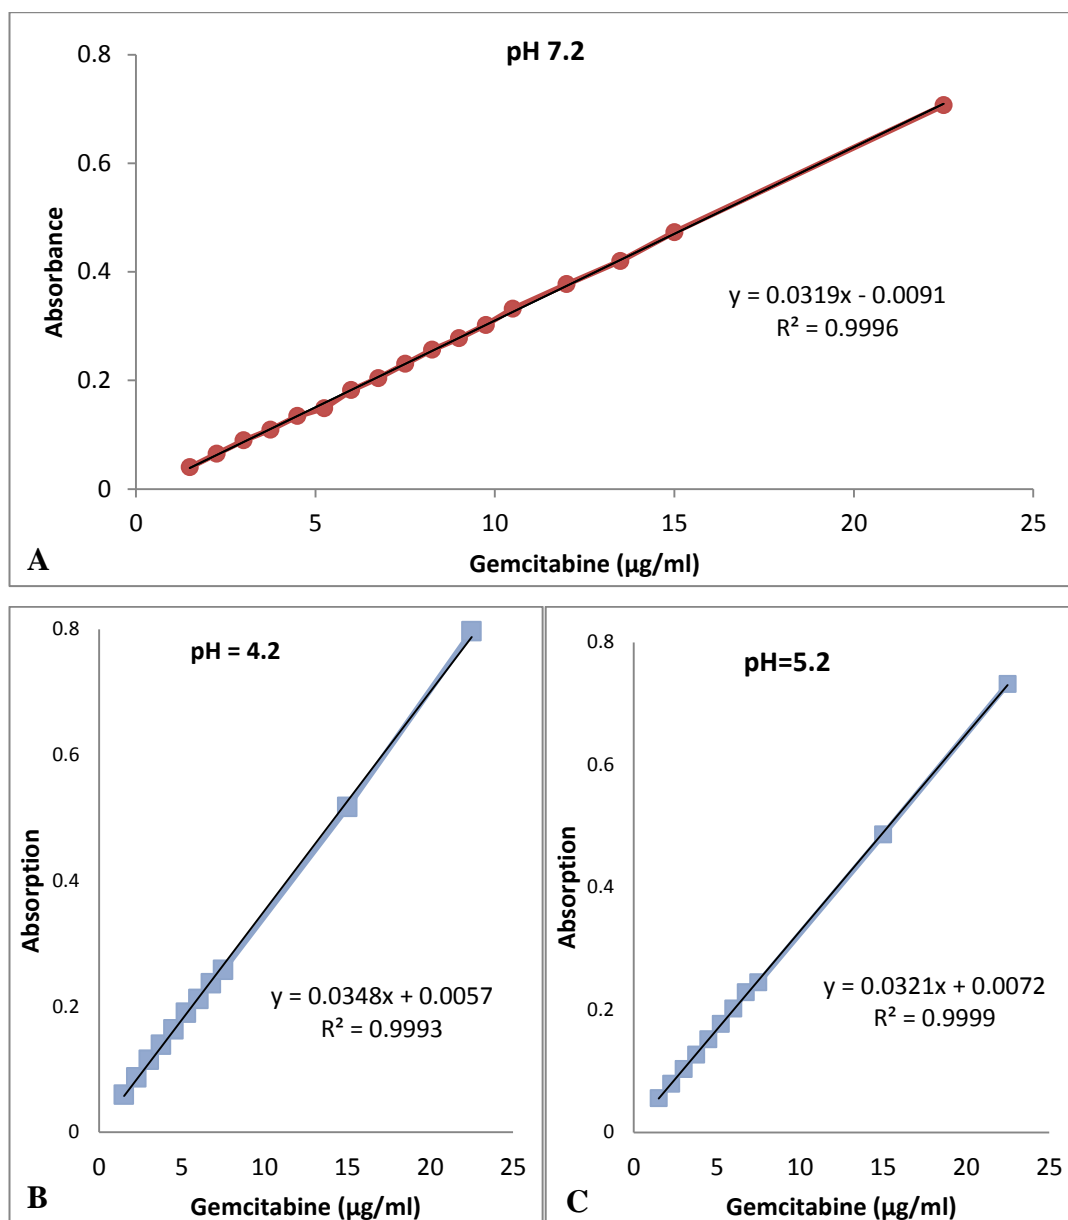 pH 7.2
0.8
0.6
0.4
0.2
0
Absorbance
y = 0.0319x - 0.0091
R² = 0.9996
0 5 10 15 20 25
Gemcitabine (µg/ml)
A
pH = 4.2
0.8
0.6
0.4
0.2
0
Absorption
y = 0.0348x + 0.0057
R² = 0.9993
0 5 10 15 20 25
Gemcitabine (µg/ml)
B
pH=5.2
0.8
0.6
0.4
0.2
0
Absorption
y = 0.0321x + 0.0072
R² = 0.9999
0 5 10 15 20 25
Gemcitabine (µg/ml)
C